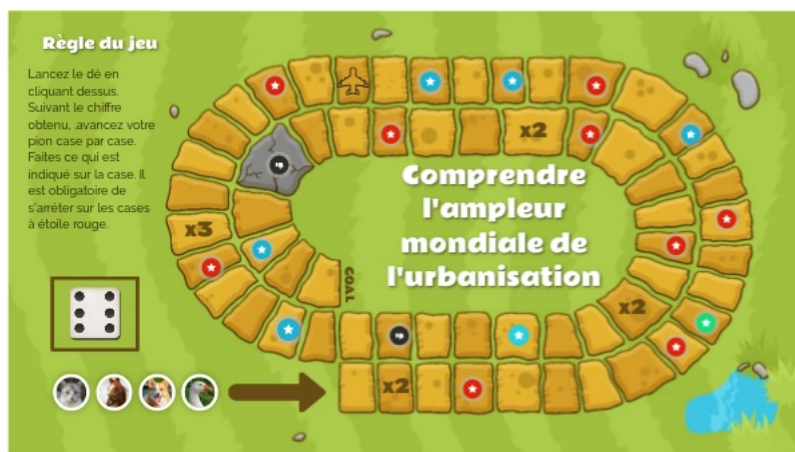 Règle du jeu
Lancez le dé en
cliquant dessus.
Suivant le chiffre
obtenu, avancez votre
pion case par case.
Faites ce qui est
indiqué sur la case. Il
est obligatoire de
s'arrêter sur les cases
à étoile rouge.
x2
Comprendre
l'ampleur
mondiale de
l'urbanisation
x3
GOAL
x2
x2